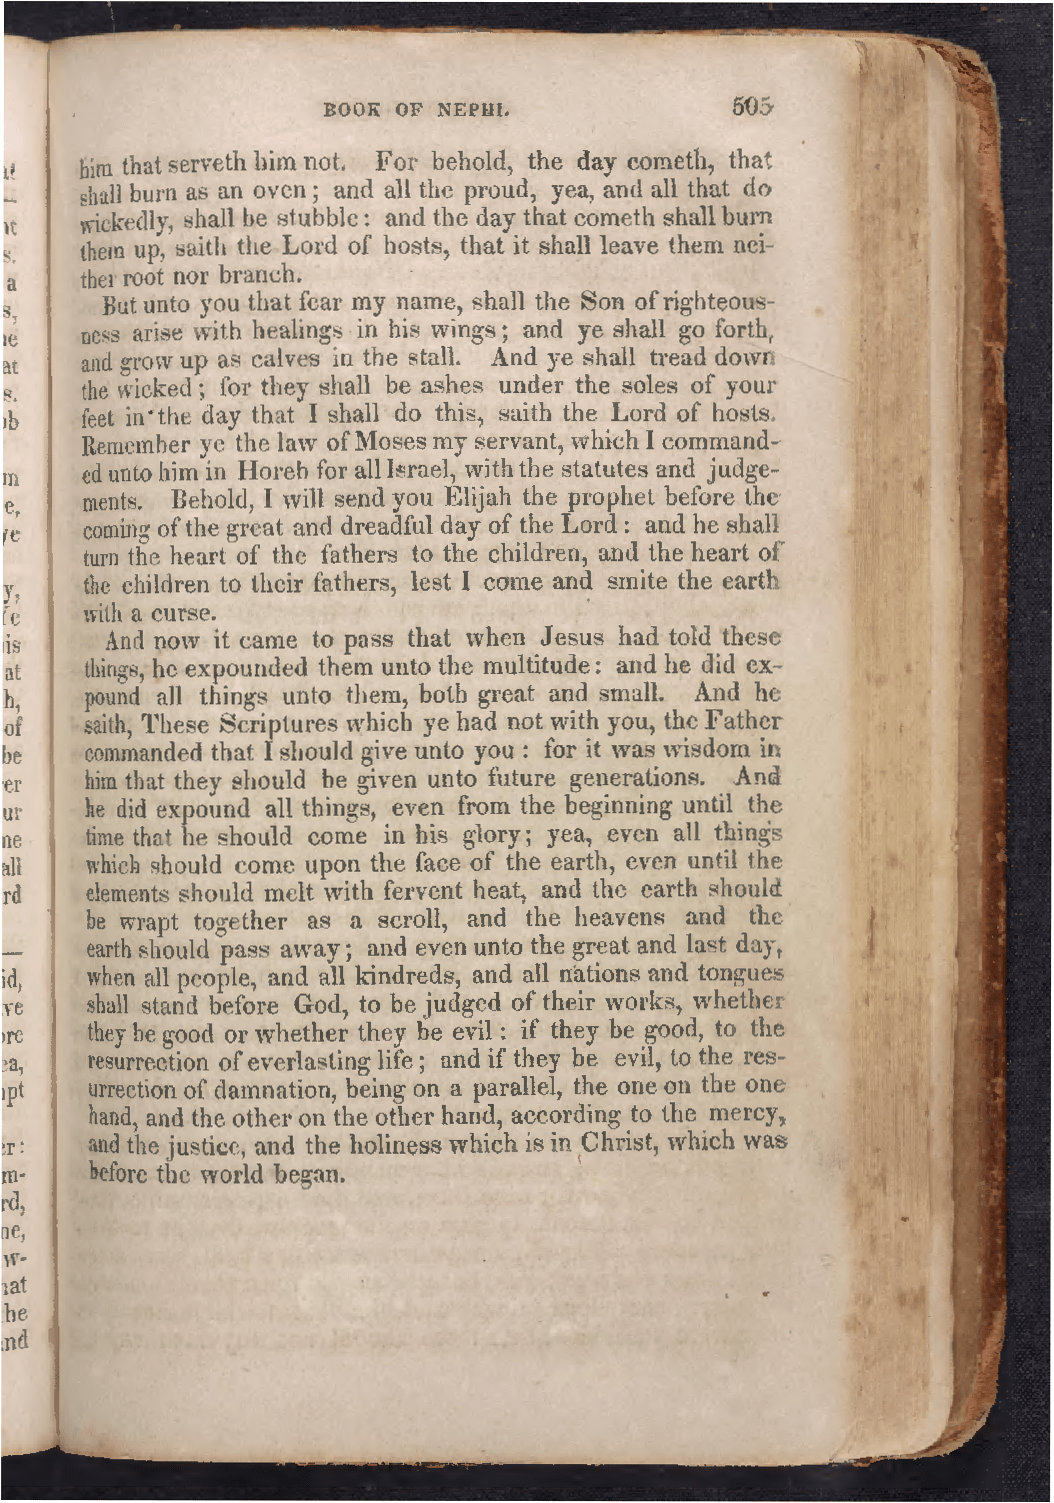 BOOK OF NEPHI. 505
him that serveth him not. For behold, the day cometh, that
shall burn as an oven; and all the proud, yea, and all that do
wickedly, shall be stubble: and the day that cometh shall burn
them up, saith the Lord of hosts, that it shall leave them nei-
ther root nor branch.
But unto you that fear my name, shall the Son of righteous-
ness arise with healings in his wings; and ye shall go forth,
and grow up as calves in the stall. And ye shall tread down
the wicked; for they shall be ashes under the soles of your
feet in the day that I shall do this, saith the Lord of hosts.
Remember ye the law of Moses my servant, which I command-
ed unto him in Horeb for all Israel, with the statutes and judge-
ments. Behold, I will send you Elijah the prophet before the
coming of the great and dreadful day of the Lord: and he shall
turn the heart of the fathers to the children, and the heart of
the children to their fathers, lest I come and smite the earth
with a curse.
And now it came to pass that when Jesus had told these
things, he expounded them unto the multitude: and he did ex-
pound all things unto them, both great and small. And he
saith, These Scriptures which ye had not with you, the Father
commanded that I should give unto you: for it was wisdom in
him that they should be given unto future generations. And
he did expound all things, even from the beginning until the
time that he should come in his glory; yea, even all things
which should come upon the face of the earth, even until the
elements should melt with fervent heat, and the earth should
be wrapt together as a scroll, and the heavens and the
earth should pass away; and even unto the great and last day,
when all people, and all kindreds, and all nations and tongues
shall stand before God, to be judged of their works, whether
they be good or whether they be evil: if they be good, to the
resurrection of everlasting life; and if they be evil, to the res-
urrection of damnation, being on a parallel, the one on the one
hand, and the other on the other hand, according to the mercy,
and the justice, and the holiness which is in Christ, which was
before the world began.